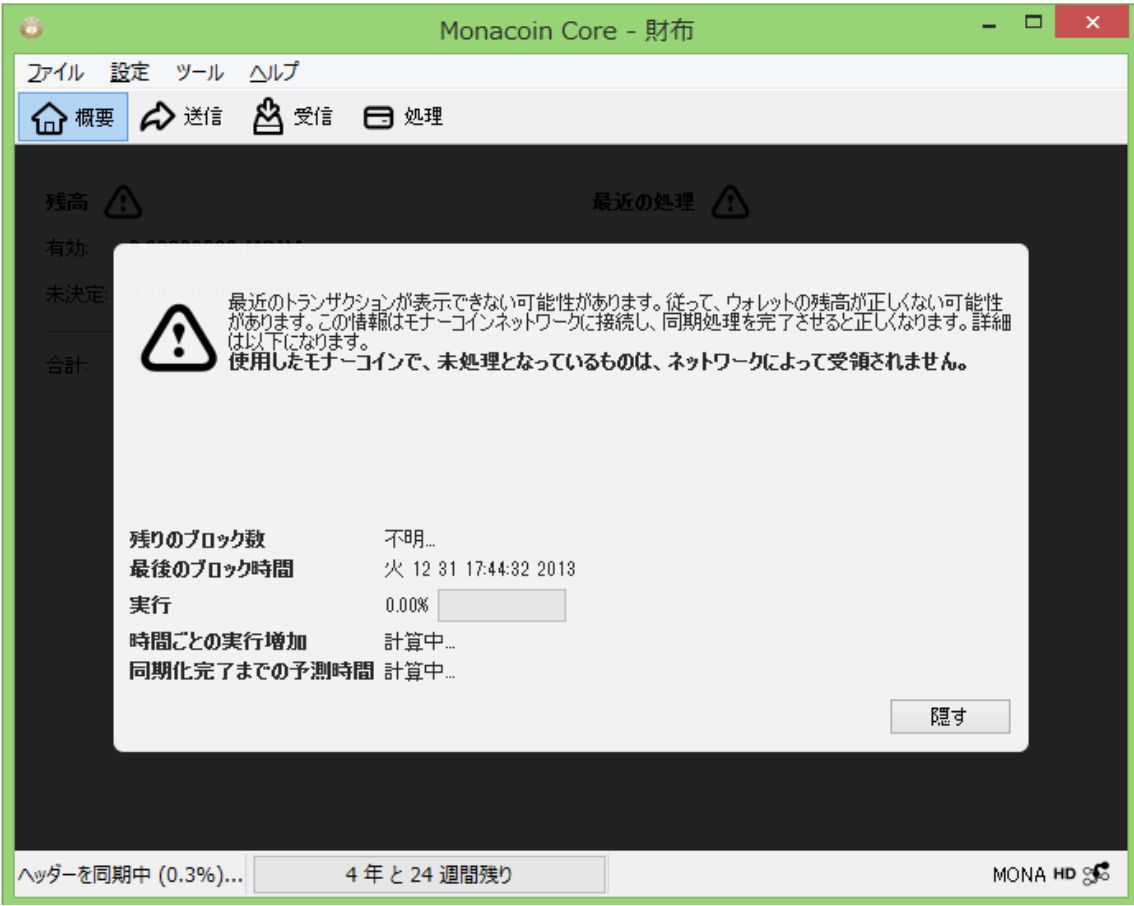 Monacoin Core - 財布
ファイル 設定 ツール ヘルプ
概要 送信 受信 処理
残高 最近の処理
有効: 0.00000000 MONA
未決定:
合計:
最近のトランザクションが表示できない可能性があります。従って、ウォレットの残高が正しくない可能性
があります。この情報はモナーコインネットワークに接続し、同期処理を完了させると正しくなります。詳細
は以下になります。
使用したモナーコインで、未処理となっているものは、ネットワークによって受領されません。
残りのブロック数 不明...
最後のブロック時間 火 12 31 17:44:32 2013
実行 0.00%
時間ごとの実行増加 計算中...
同期化完了までの予測時間 計算中...
隠す
ヘッダーを同期中 (0.3%)... 4 年と 24 週間残り MONA HD